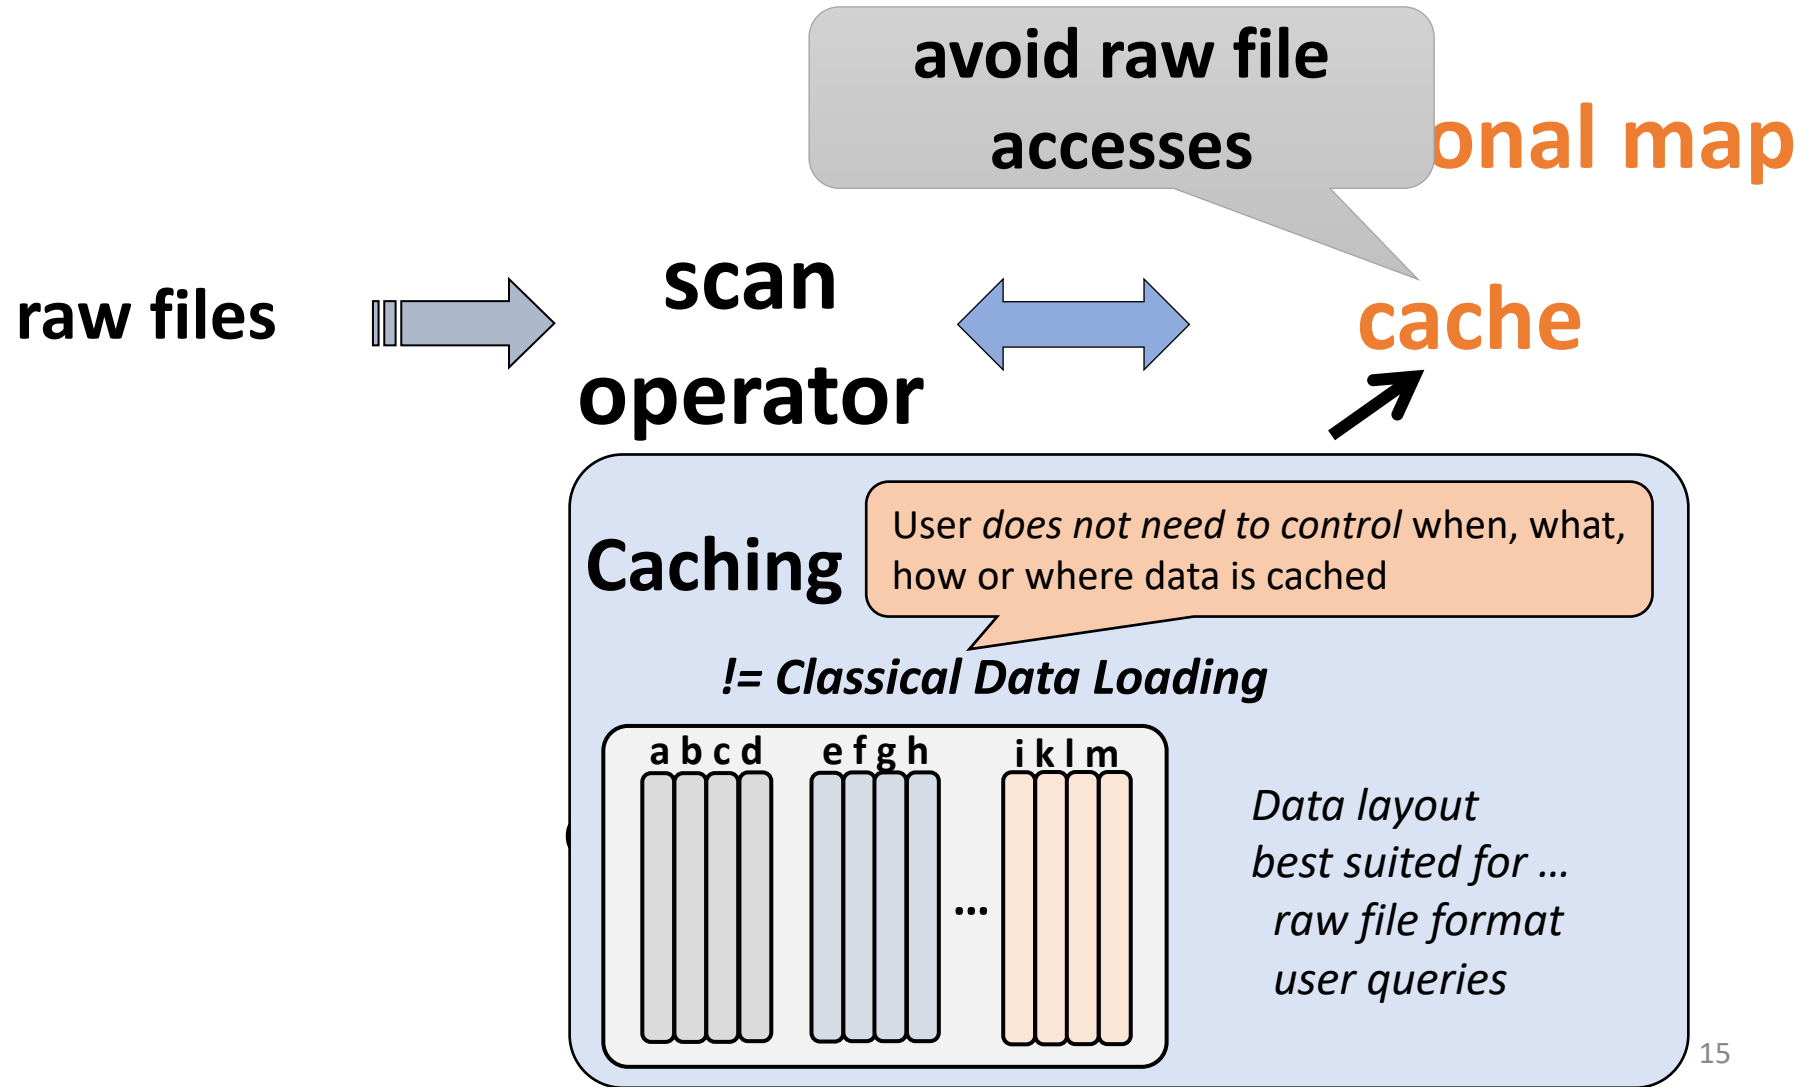 avoid raw file
accesses
onal map
raw files
scan
operator
cache
Caching
User does not need to control when, what,
how or where data is cached
!= Classical Data Loading
a b c d
e f g h
i k l m
...
Data layout
best suited for ...
raw file format
user queries
15